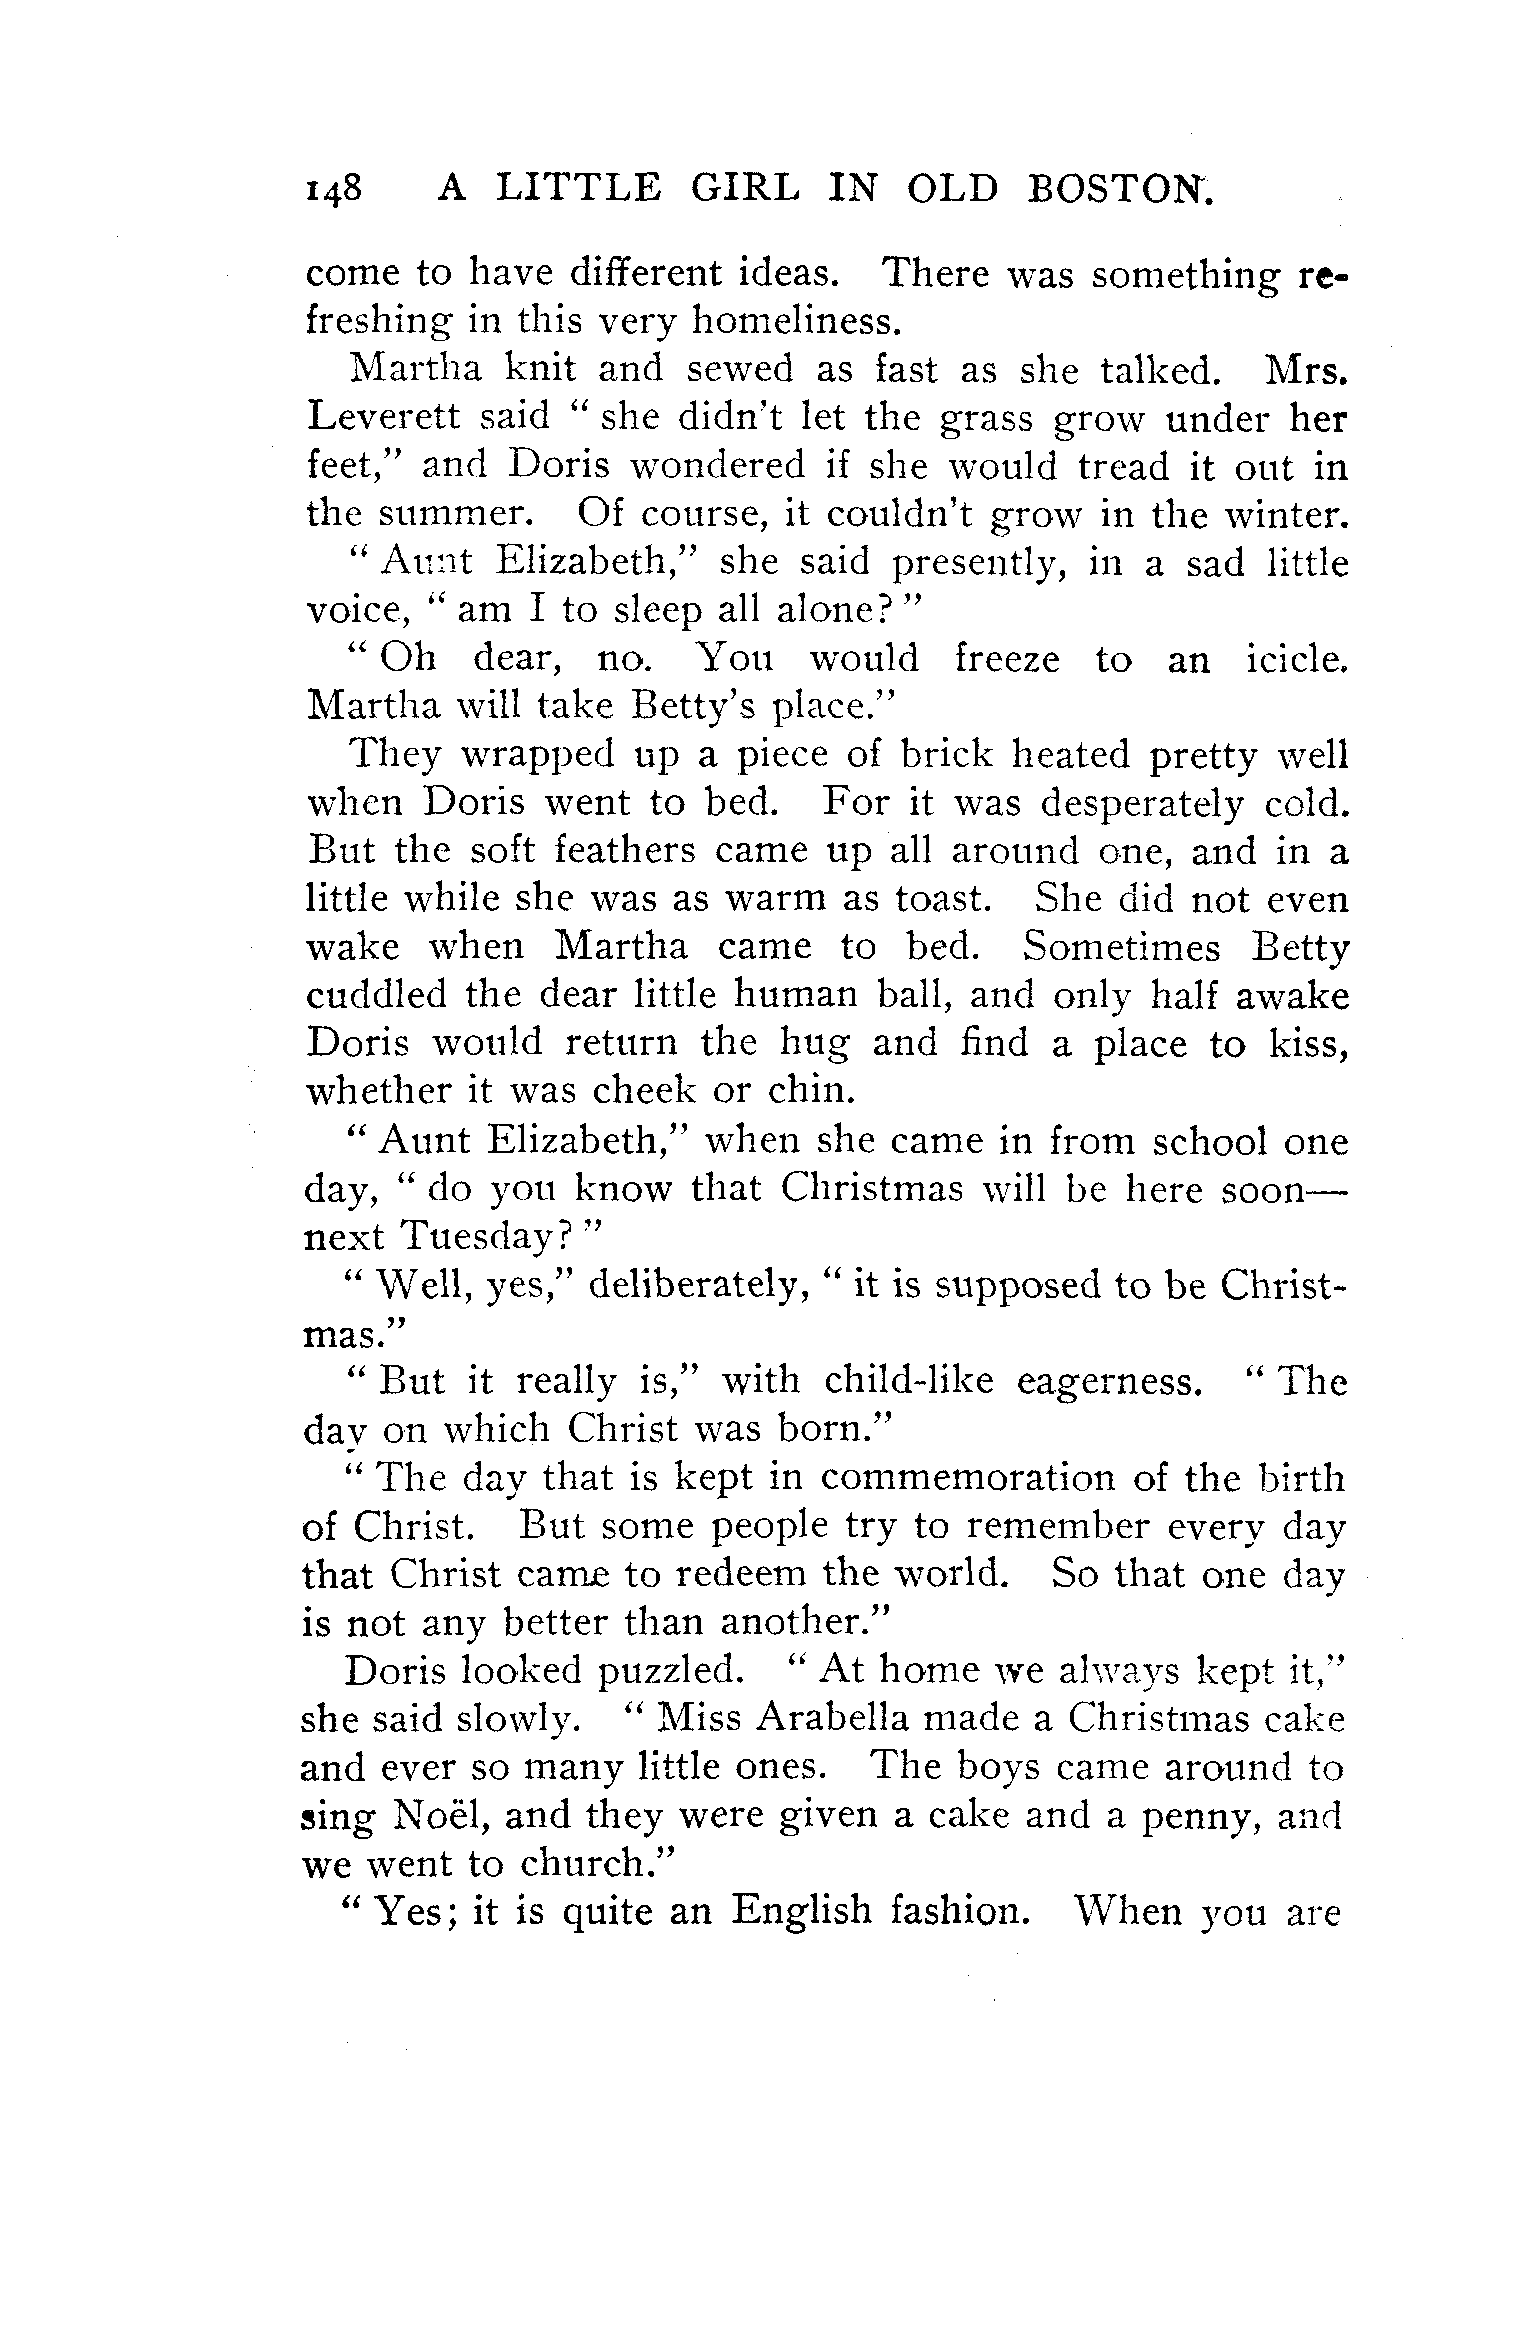 148 A LITTLE GIRL IN OLD BOSTON.
come to have different ideas. There was something re-
freshing in this very homeliness.
Martha knit and sewed as fast as she talked. Mrs.
Leverett said “ she didn't let the grass grow under her
feet,” and Doris wondered if she would tread it out in
the summer. Of course, it couldn't grow in the winter.
“ Aunt Elizabeth,” she said presently, in a sad little
voice, “ am I to sleep all alone? ”
“ Oh dear, no. You would freeze to an icicle.
Martha will take Betty's place.”
They wrapped up a piece of brick heated pretty well
when Doris went to bed. For it was desperately cold.
But the soft feathers came up all around one, and in a
little while she was as warm as toast. She did not even
wake when Martha came to bed. Sometimes Betty
cuddled the dear little human ball, and only half awake
Doris would return the hug and find a place to kiss,
whether it was cheek or chin.
“ Aunt Elizabeth,” when she came in from school one
day, “ do you know that Christmas will be here soon—
next Tuesday? ”
“ Well, yes,” deliberately, “ it is supposed to be Christ-
mas.”
“ But it really is,” with child-like eagerness. “ The
day on which Christ was born.”
“ The day that is kept in commemoration of the birth
of Christ. But some people try to remember every day
that Christ came to redeem the world. So that one day
is not any better than another.”
Doris looked puzzled. “ At home we always kept it,”
she said slowly. “ Miss Arabella made a Christmas cake
and ever so many little ones. The boys came around to
sing Noël, and they were given a cake and a penny, and
we went to church.”
“ Yes; it is quite an English fashion. When you are